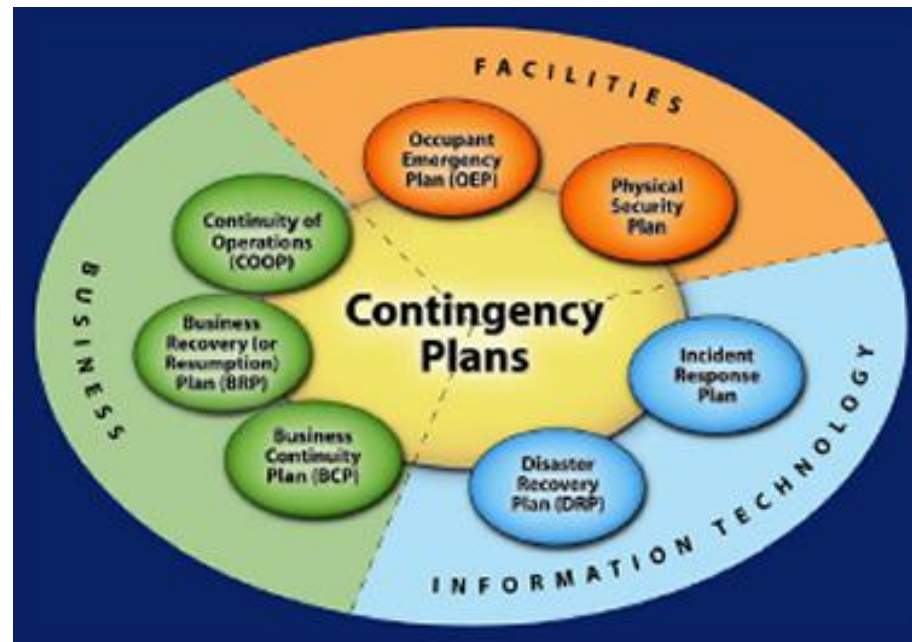 FACILITIES
Occupant
Emergency
Plan (OEP)
Physical
Security
Plan
Continuity of
Operations
(COOP)
BUSINESS
Business
Recovery (or
Resumption)
Plan (BRP)
Contingency
Plans
Incident
Response
Plan
Business
Continuity
Plan (BCP)
Disaster
Recovery
Plan (DRP)
INFORMATION TECHNOLOGY